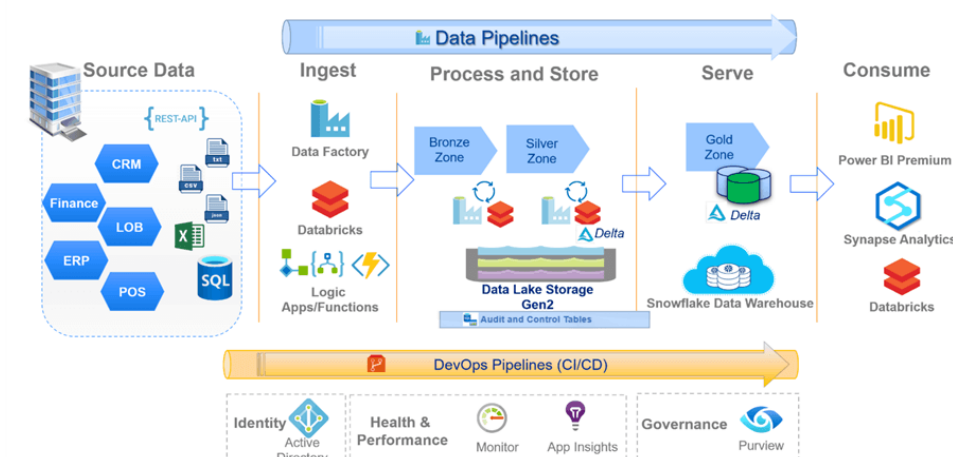 Data Pipelines
Source Data
Ingest
Process and Store
Serve
Consume
{REST-API}
txt
csv
json
CRM
Finance
LOB
ERP
POS
SQL
Data Factory
Databricks
Logic
Apps/Functions
Bronze
Zone
Silver
Zone
Delta
Data Lake Storage
Gen2
Audit and Control Tables
Gold
Zone
Delta
Snowflake Data Warehouse
Power BI Premium
Synapse Analytics
Databricks
DevOps Pipelines (CI/CD)
Identity
Active
Directory
Health &
Performance
Monitor
App Insights
Governance
Purview